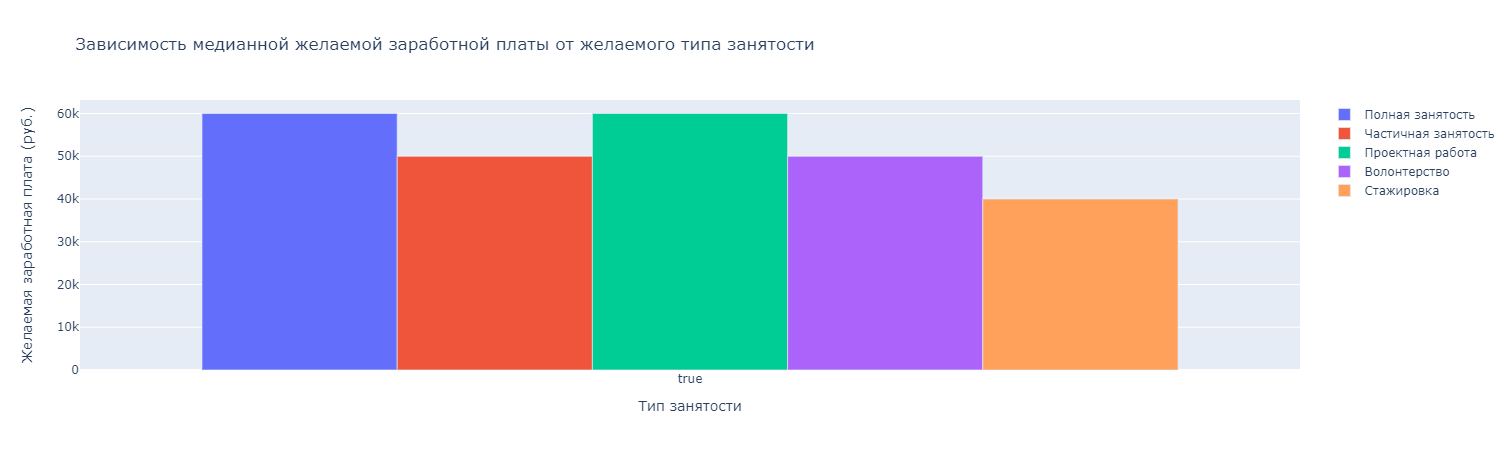 Зависимость медианной желаемой заработной платы от желаемого типа занятости
Желаемая заработная плата (руб.)
60k
50k
40k
30k
20k
10k
0
true
Тип занятости
Полная занятость
Частичная занятость
Проектная работа
Волонтерство
Стажировка